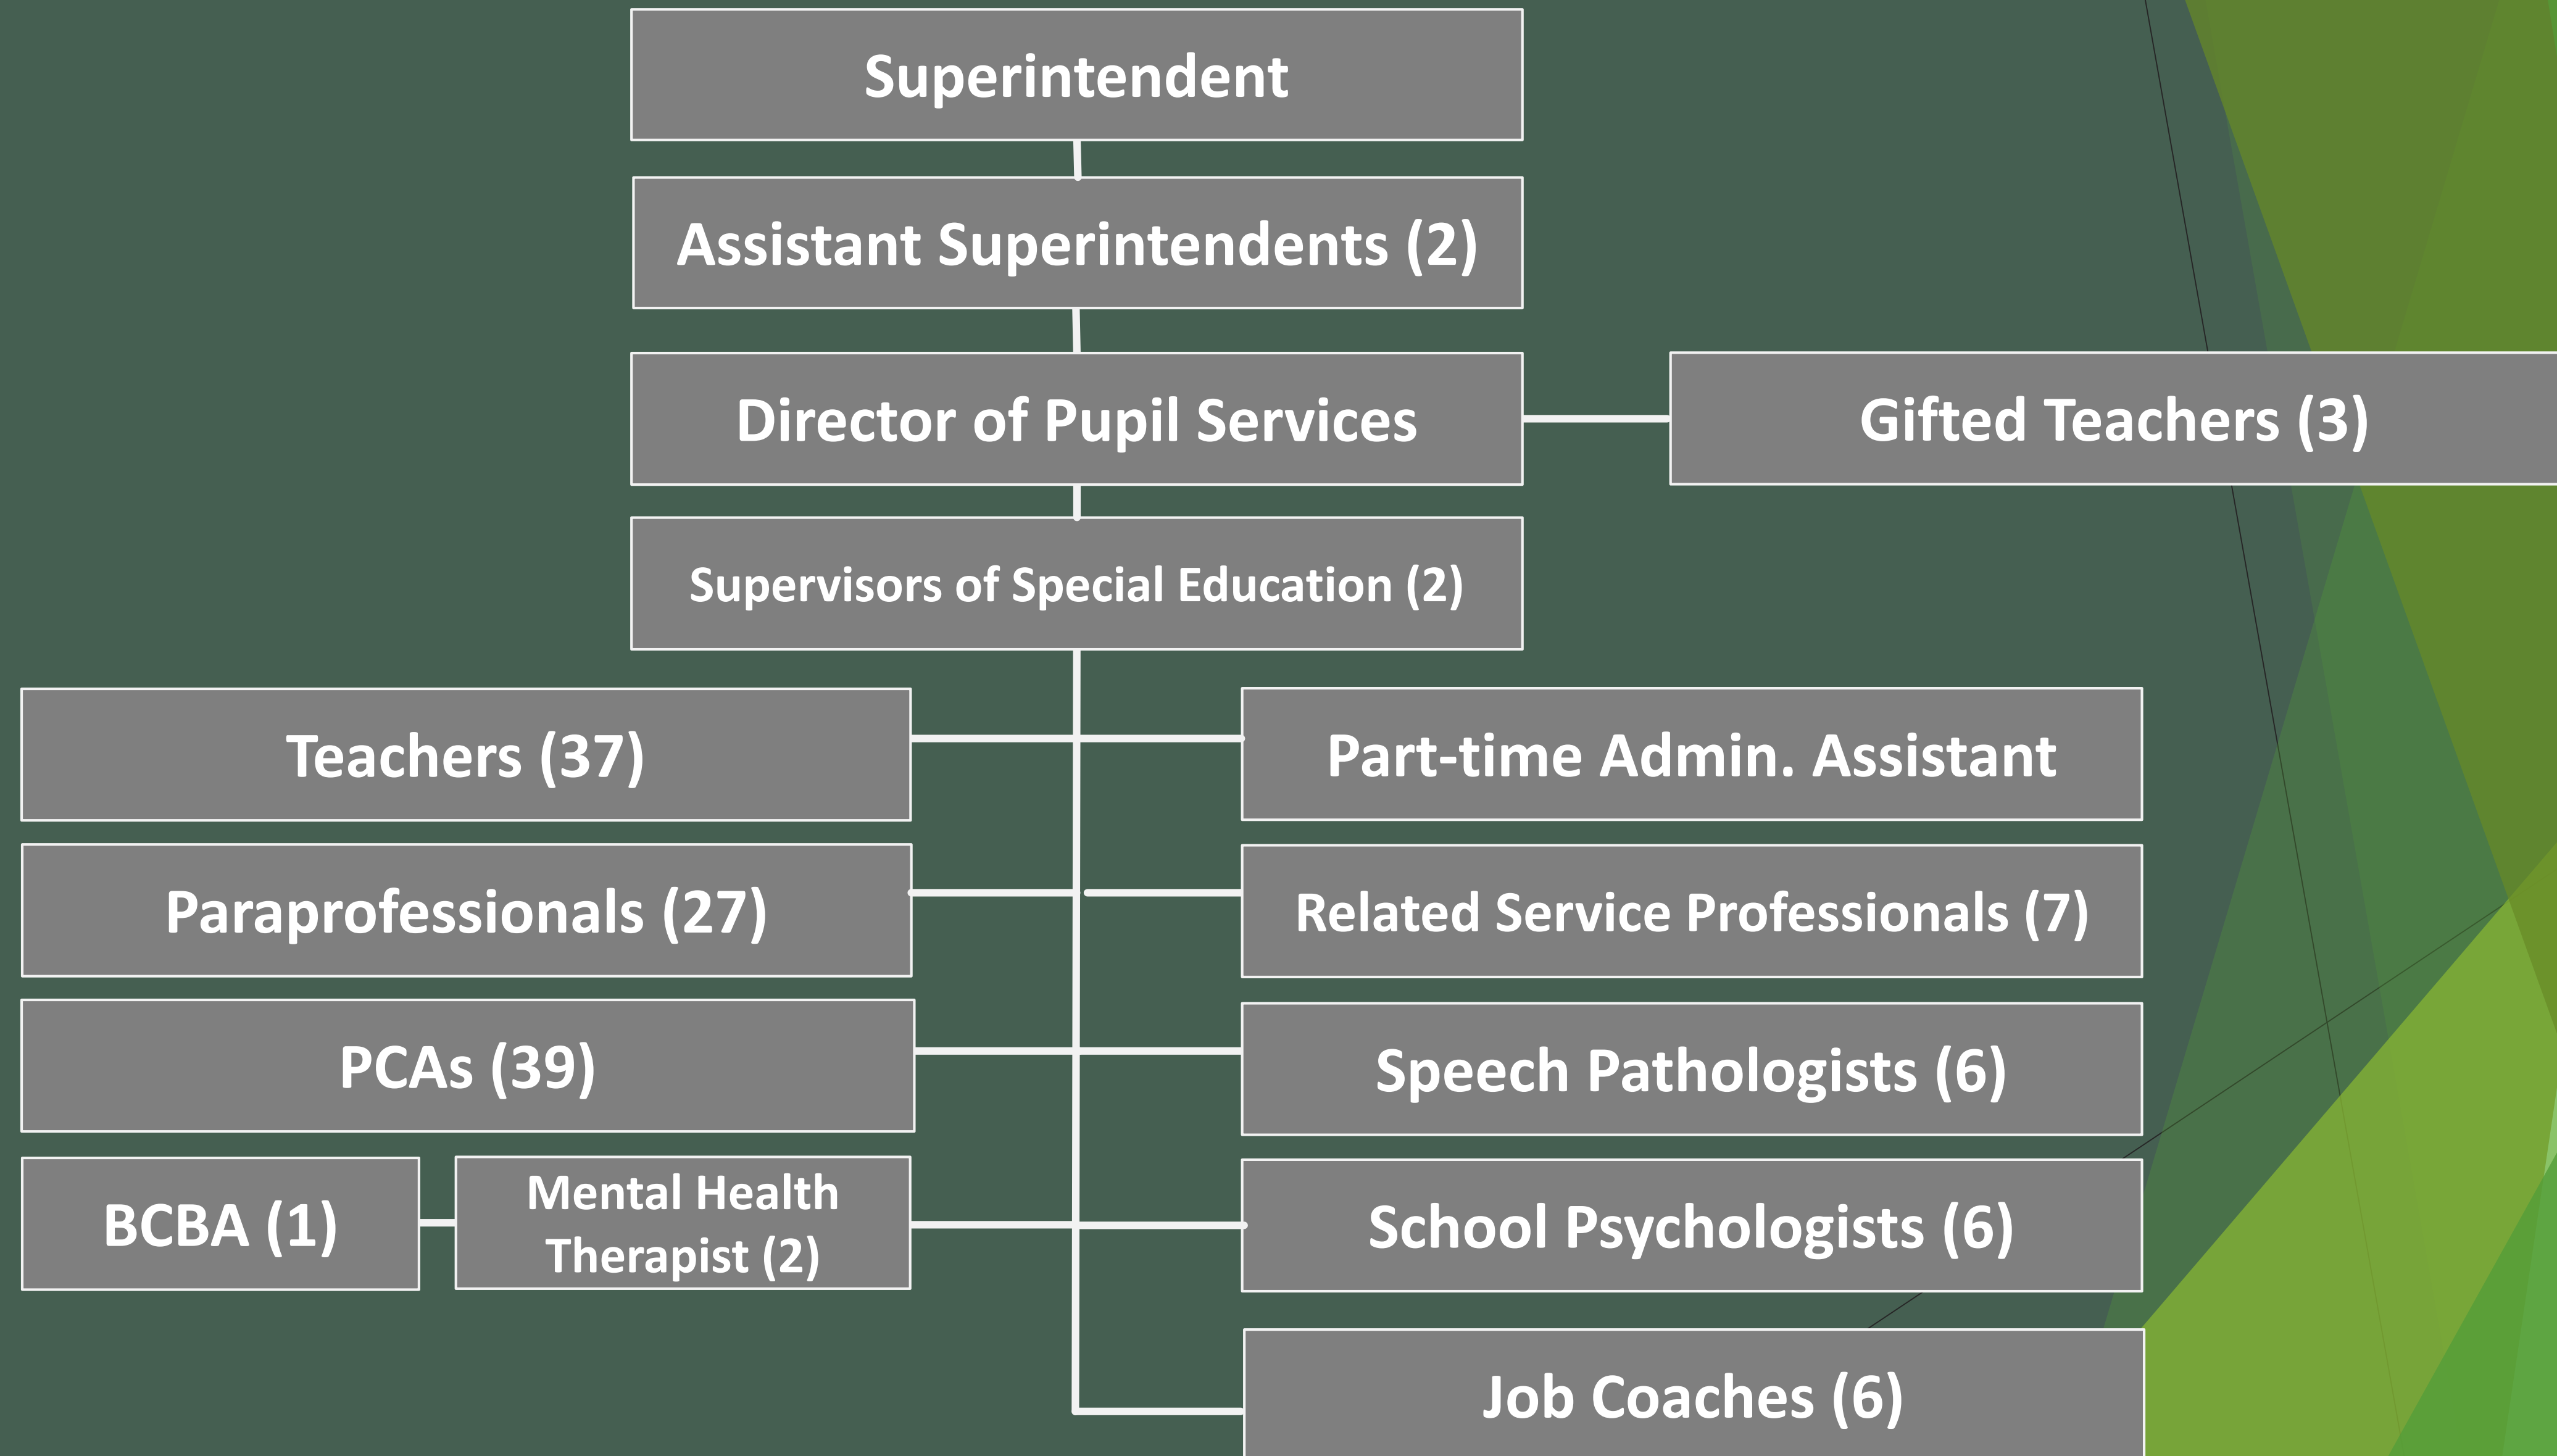 Superintendent
Assistant Superintendents (2)
Director of Pupil Services
Gifted Teachers (3)
Supervisors of Special Education (2)
Teachers (37)
Part-time Admin. Assistant
Paraprofessionals (27)
Related Service Professionals (7)
PCAs (39)
Speech Pathologists (6)
BCBA (1)
Mental Health
Therapist (2)
School Psychologists (6)
Job Coaches (6)